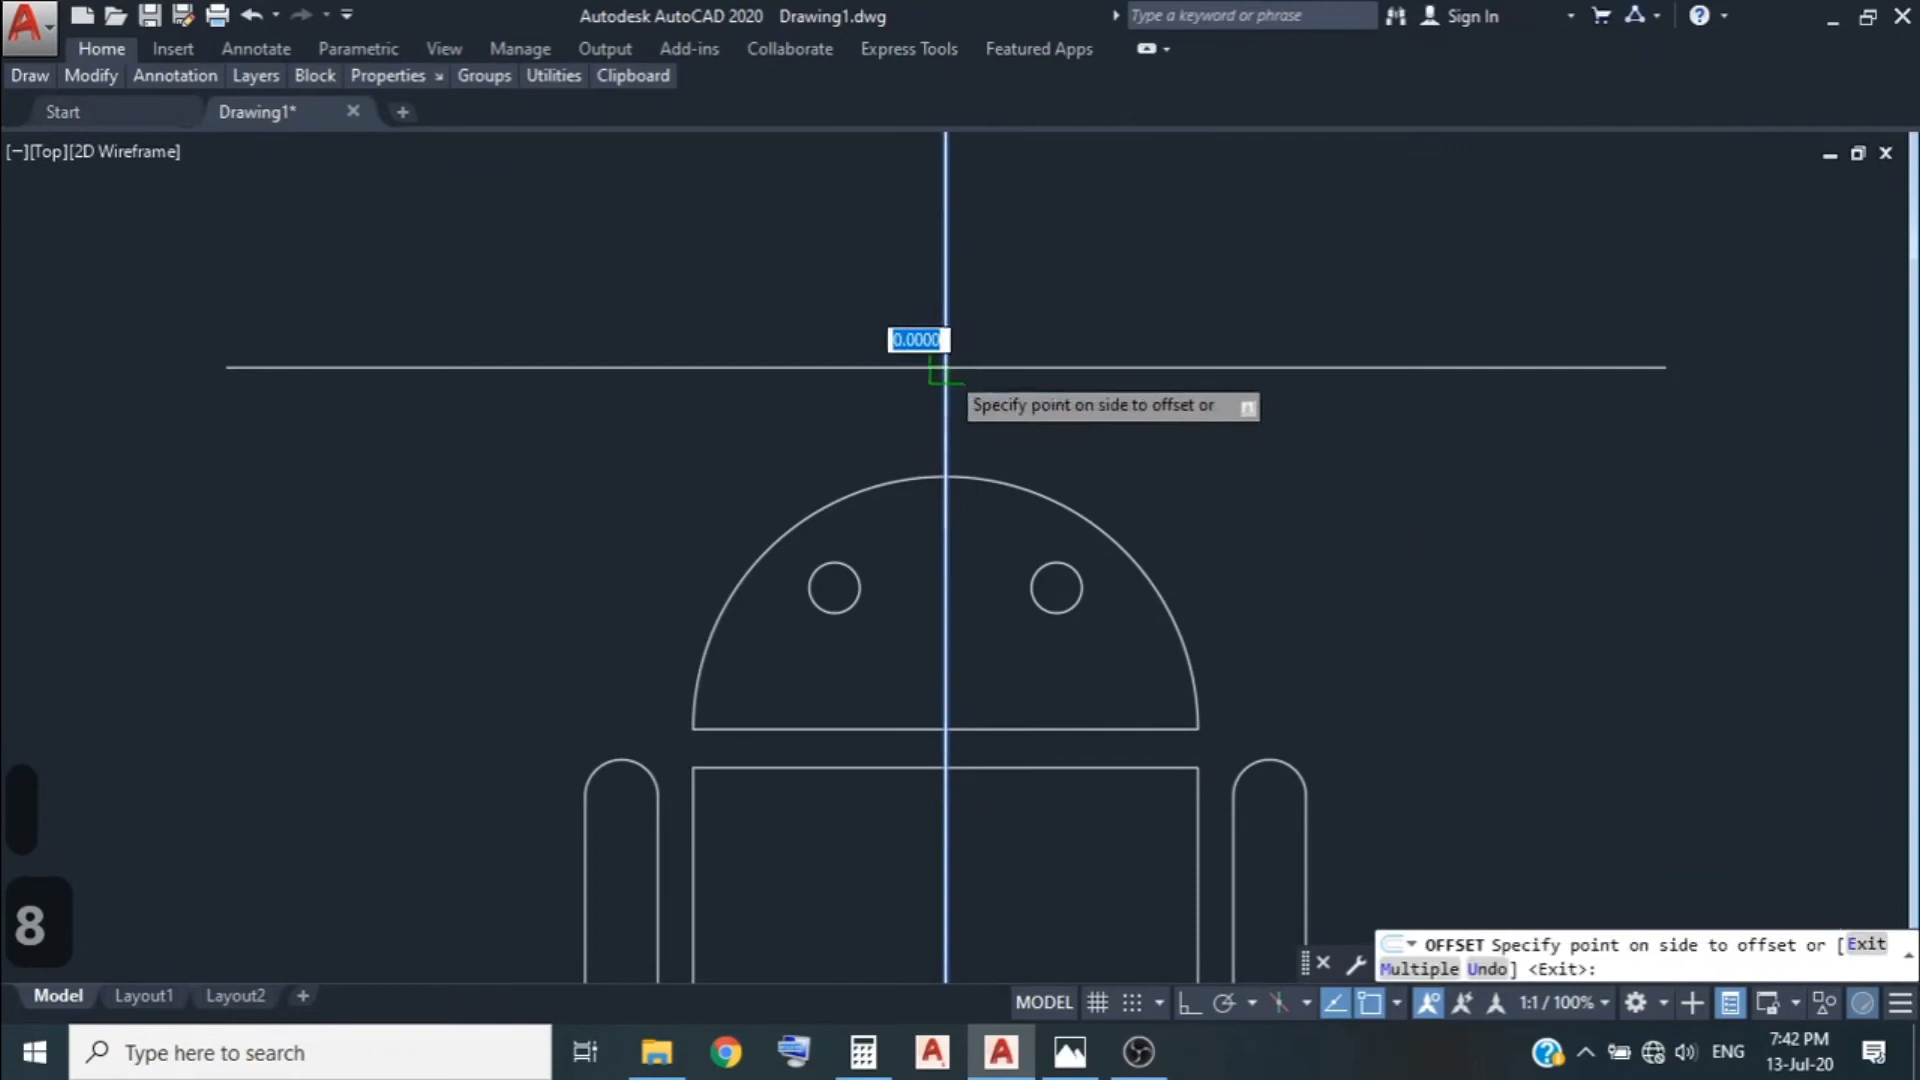 Autodesk AutoCAD 2020 Drawing1.dwg
Type a keyword or phrase
Sign In
Home Insert Annotate Parametric View Manage Output Add-ins Collaborate Express Tools Featured Apps
Draw Modify Annotation Layers Block Properties Groups Utilities Clipboard
Start Drawing1*
[−][Top][2D Wireframe]
0.0000
Specify point on side to offset or
8
OFFSET Specify point on side to offset or [Exit
Multiple Undo] <Exit>:
Model Layout1 Layout2
MODEL 1:1 / 100%
Type here to search
ENG
7:42 PM
13-Jul-20